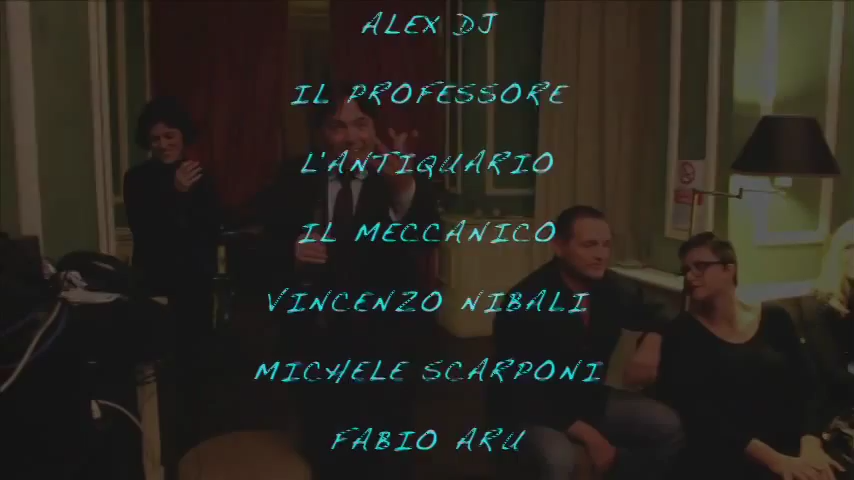 ALEX DJ
IL PROFESSORE
L'ANTIQUARIO
IL MECCANICO
VINCENZO NIBALI
MICHELE SCARPONI
FABIO ARU